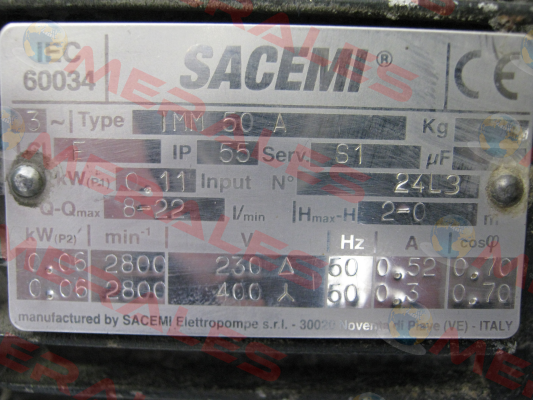 IEC
60034
SACEMI®
CE
3~ Type IMM 50 A Kg
Cl F IP 55 Serv. S1 µF
kW(P1) 0,11 Input N° 24L3
Q-Qmax 8-22 l/min Hmax-H 2-0 m
kW(P2) min⁻¹ V Hz A cosφ
0,06 2800 230 Δ 50 0,52 0,70
0,06 2800 400 ⅄ 50 0,3 0,70
manufactured by SACEMI Elettropompe s.r.l. - 30020 Noventa di Piave (VE) - ITALY
MERALES